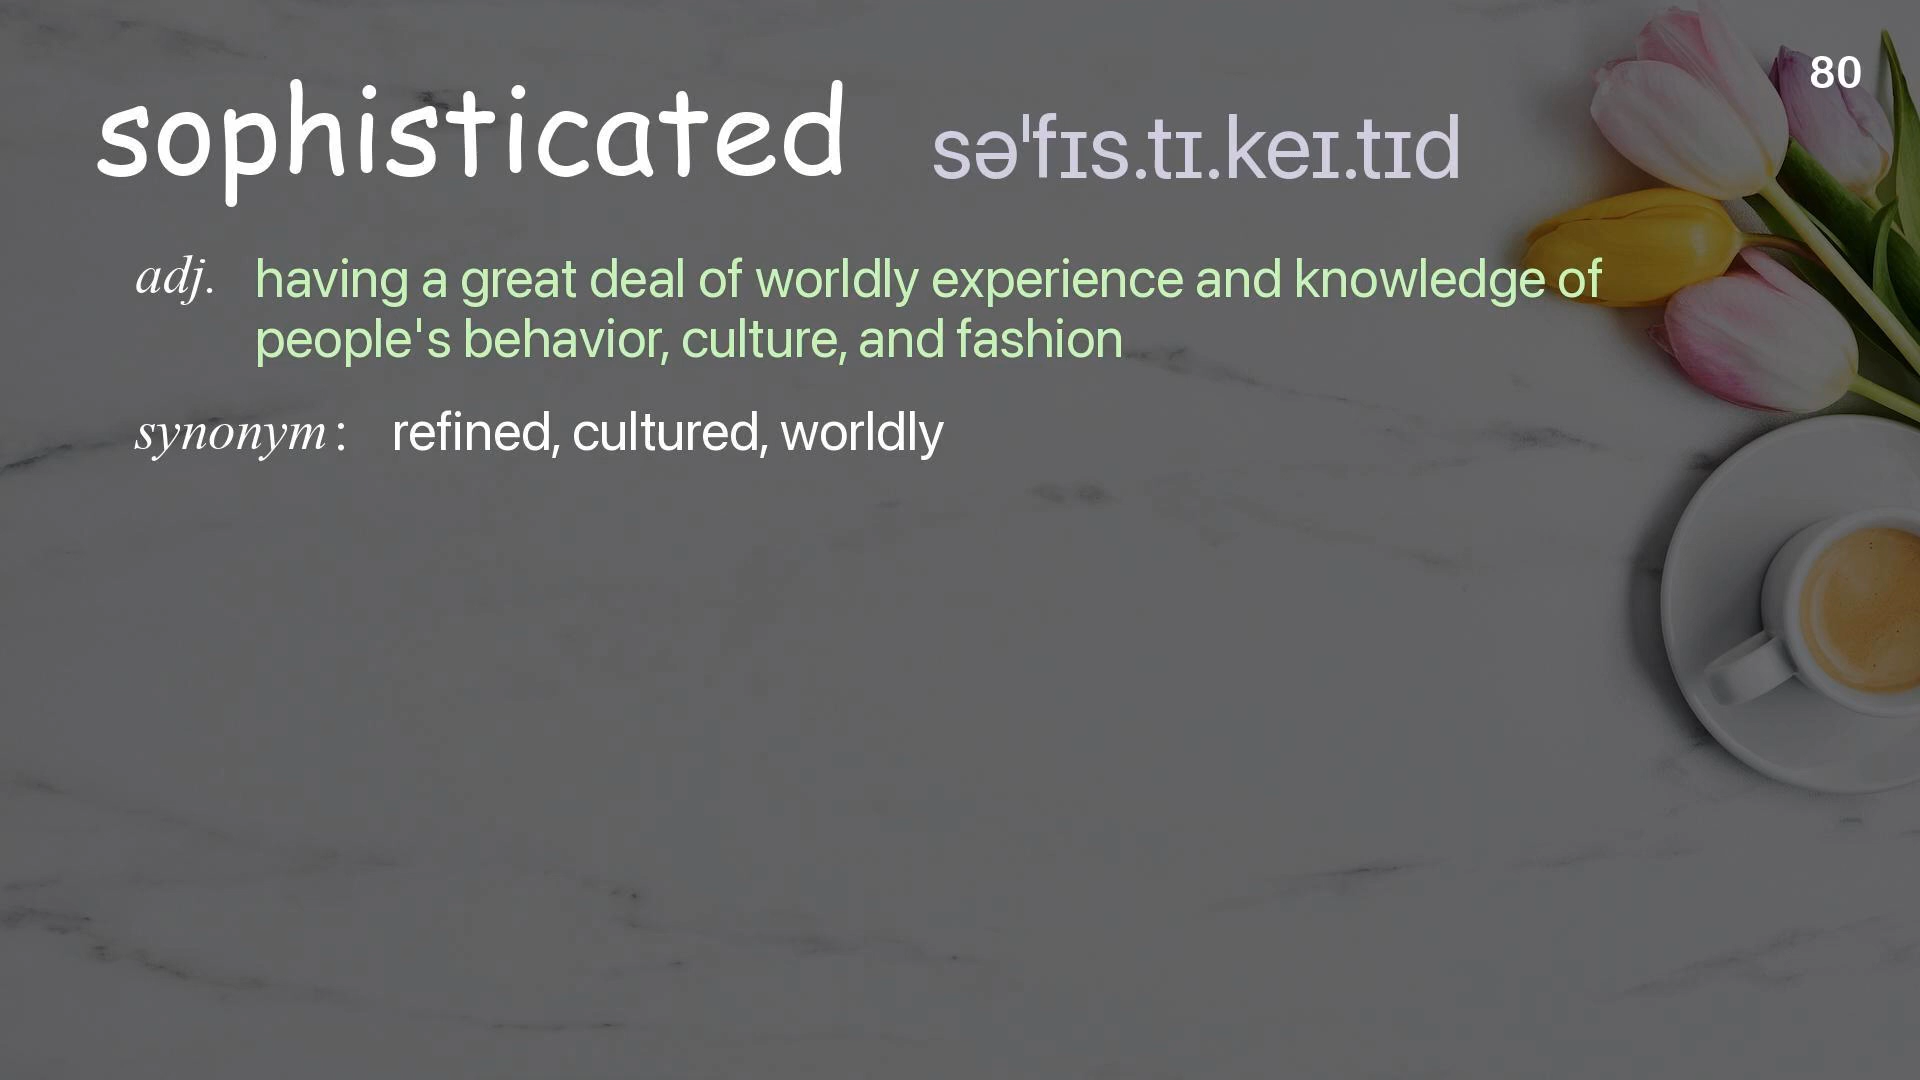 80
sophisticated səˈfɪs.tɪ.keɪ.tɪd
adj. having a great deal of worldly experience and knowledge of
people's behavior, culture, and fashion
synonym: refined, cultured, worldly